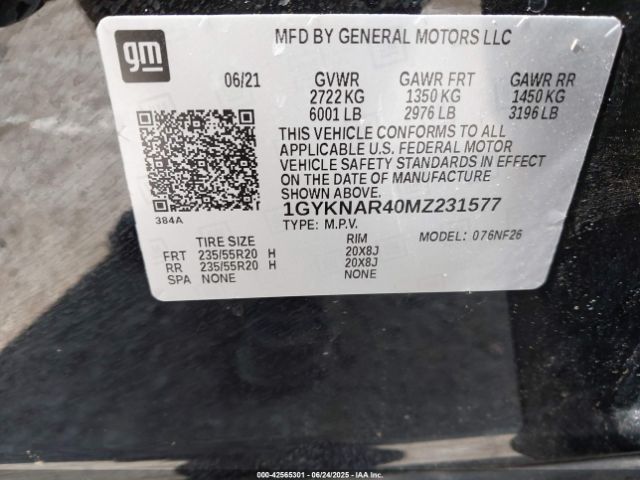 gm
MFD BY GENERAL MOTORS LLC
06/21 GVWR GAWR FRT GAWR RR
2722 KG 1350 KG 1450 KG
6001 LB 2976 LB 3196 LB
THIS VEHICLE CONFORMS TO ALL
APPLICABLE U.S. FEDERAL MOTOR
VEHICLE SAFETY STANDARDS IN EFFECT
ON THE DATE OF MANUFACTURE
SHOWN ABOVE.
1GYKNAR40MZ231577
384A
TYPE: M.P.V. MODEL: 076NF26
TIRE SIZE RIM
FRT 235/55R20 H 20X8J
RR 235/55R20 H 20X8J
SPA NONE NONE
000-42565301 - 06/24/2025 - IAAI.COM